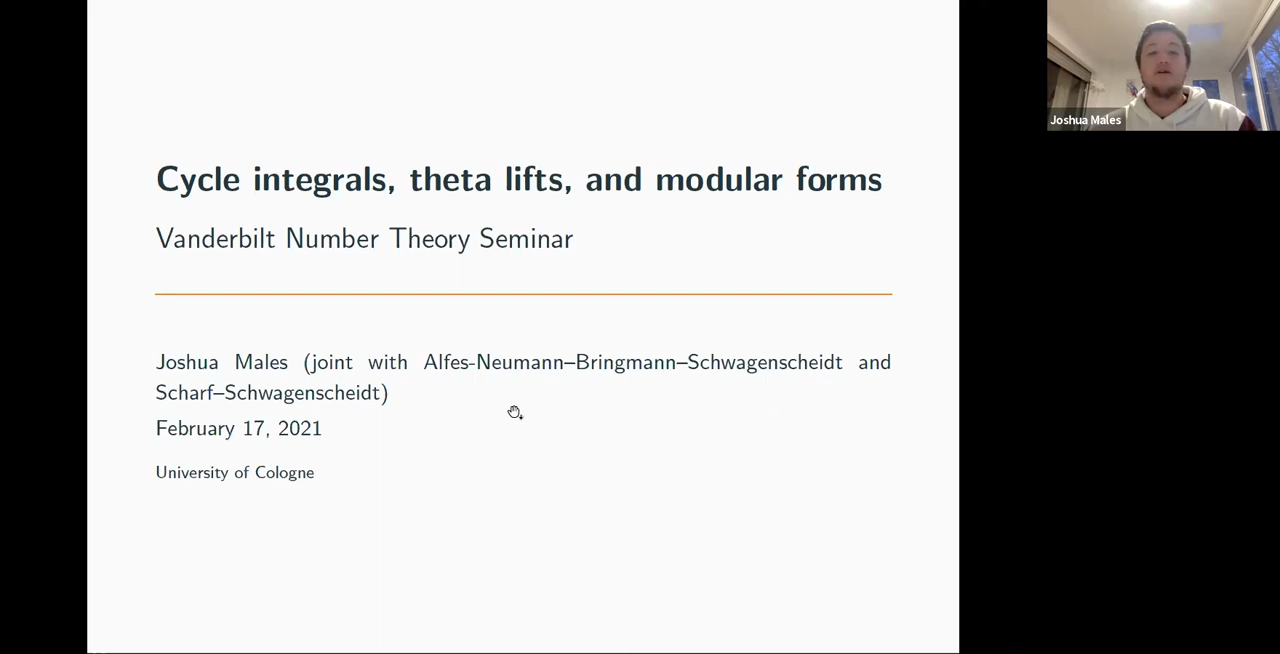 Cycle integrals, theta lifts, and modular forms
Vanderbilt Number Theory Seminar
Joshua Males (joint with Alfes-Neumann–Bringmann–Schwagenscheidt and
Scharf–Schwagenscheidt)
February 17, 2021
University of Cologne
Joshua Males